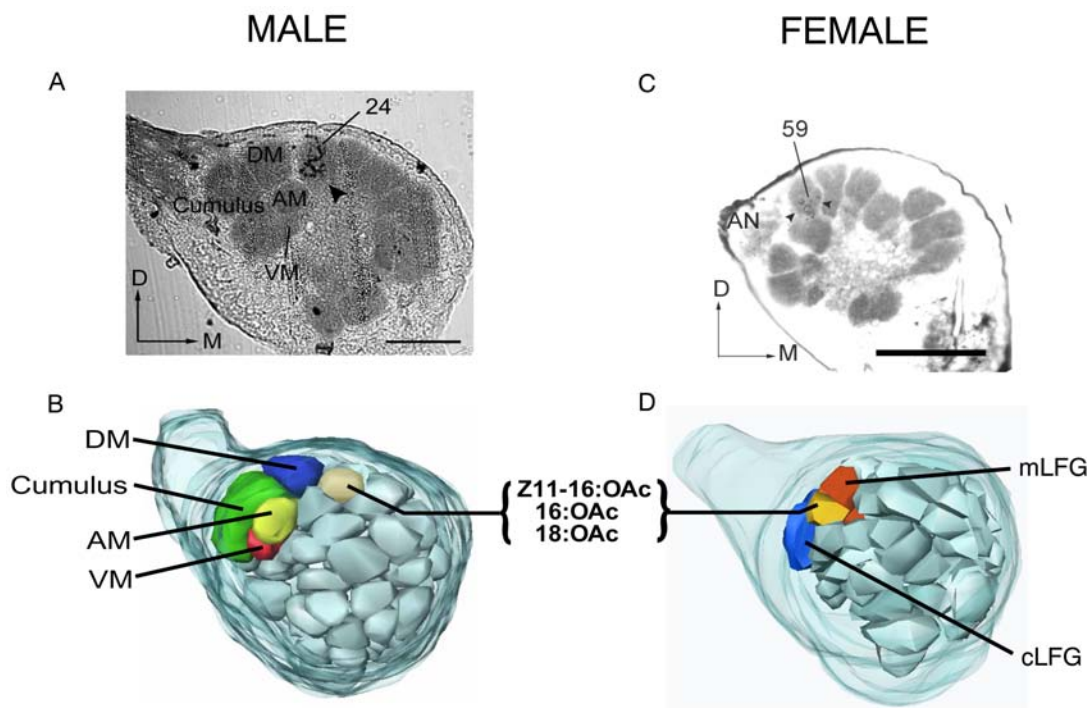 MALE
FEMALE
A
24
DM
Cumulus
AM
VM
D
M
C
59
AN
D
M
B
DM
Cumulus
AM
VM
Z11-16:OAc
16:OAc
18:OAc
D
mLFG
cLFG